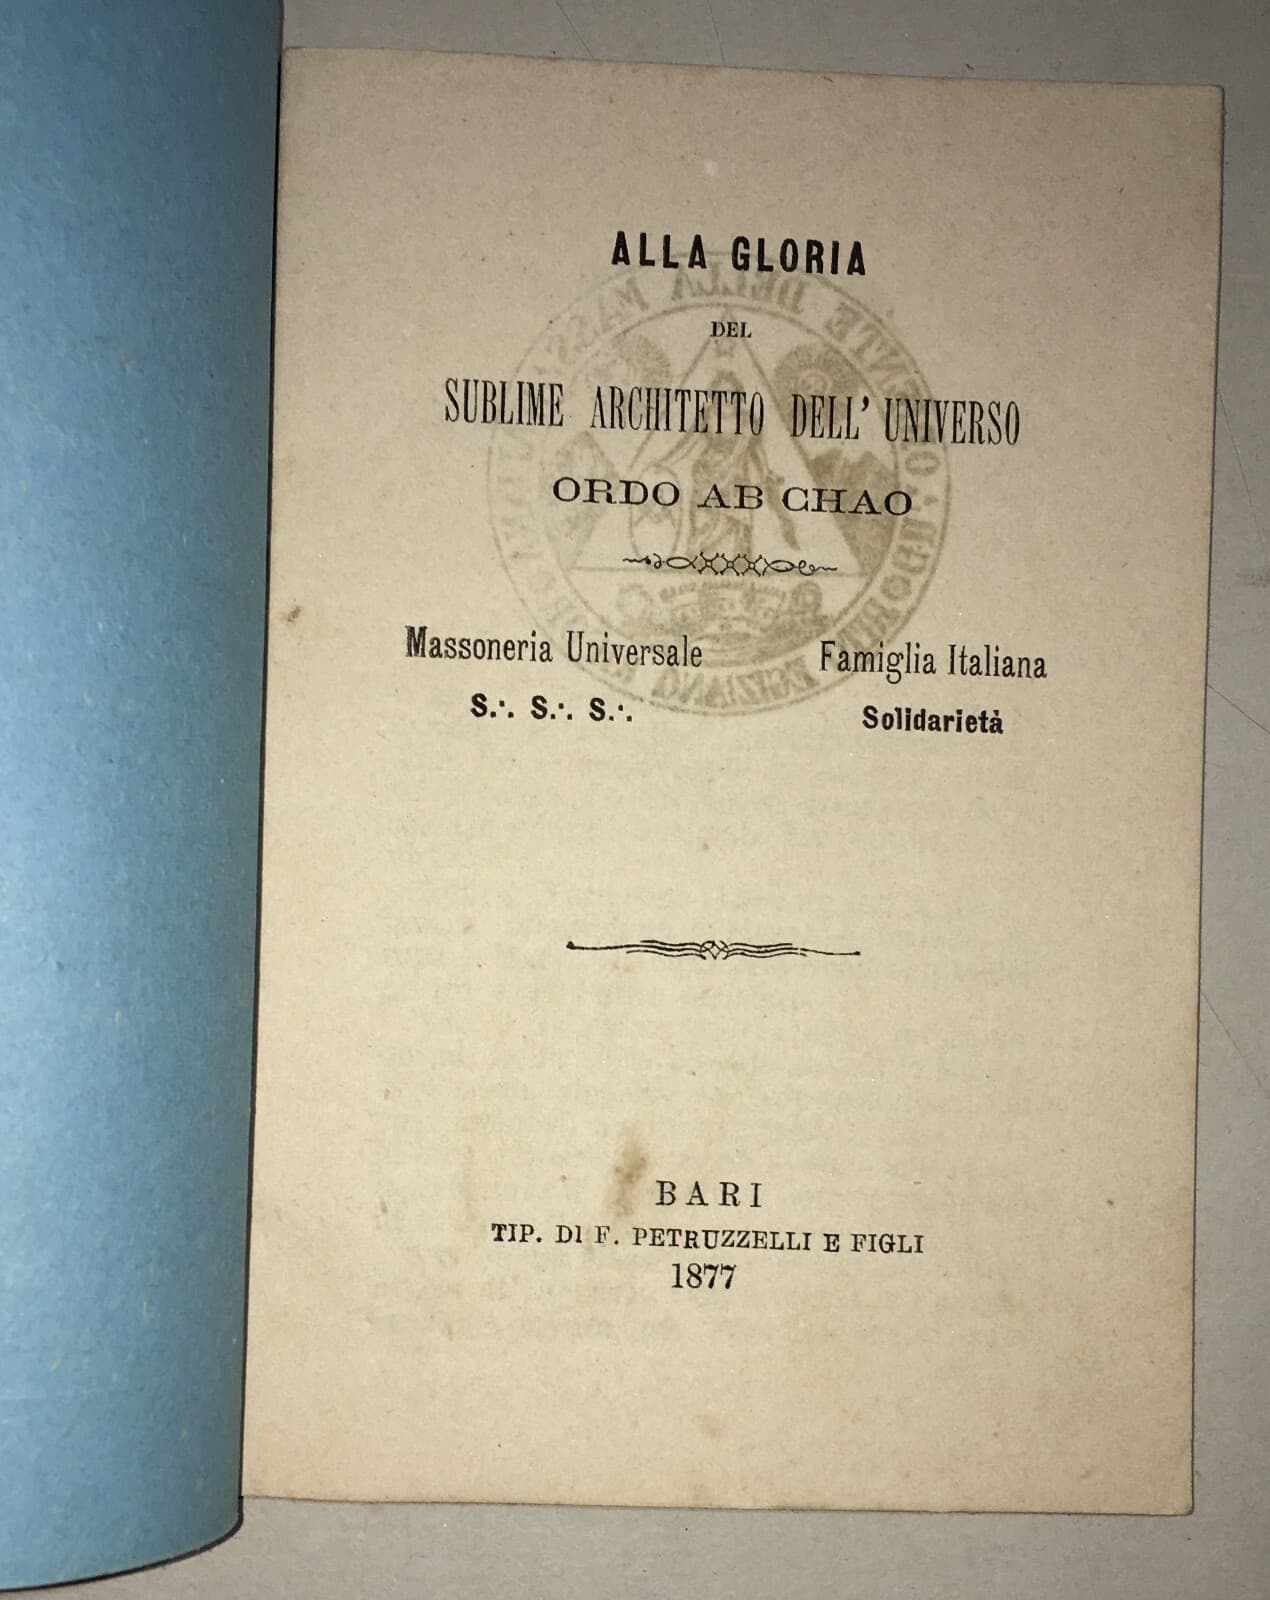 ALLA GLORIA
DEL
SUBLIME ARCHITETTO DELL' UNIVERSO
ORDO AB CHAO
Massoneria Universale Famiglia Italiana
S∴ S∴ S∴ Solidarietà
BARI
TIP. DI F. PETRUZZELLI E FIGLI
1877